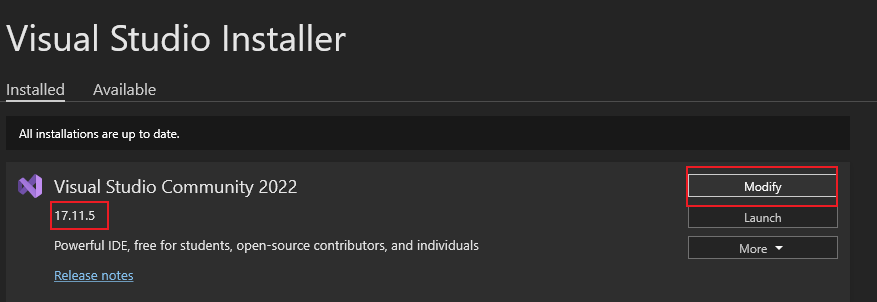 Visual Studio Installer
Installed Available
All installations are up to date.
Visual Studio Community 2022
Modify
17.11.5
Launch
Powerful IDE, free for students, open-source contributors, and individuals
More
Release notes